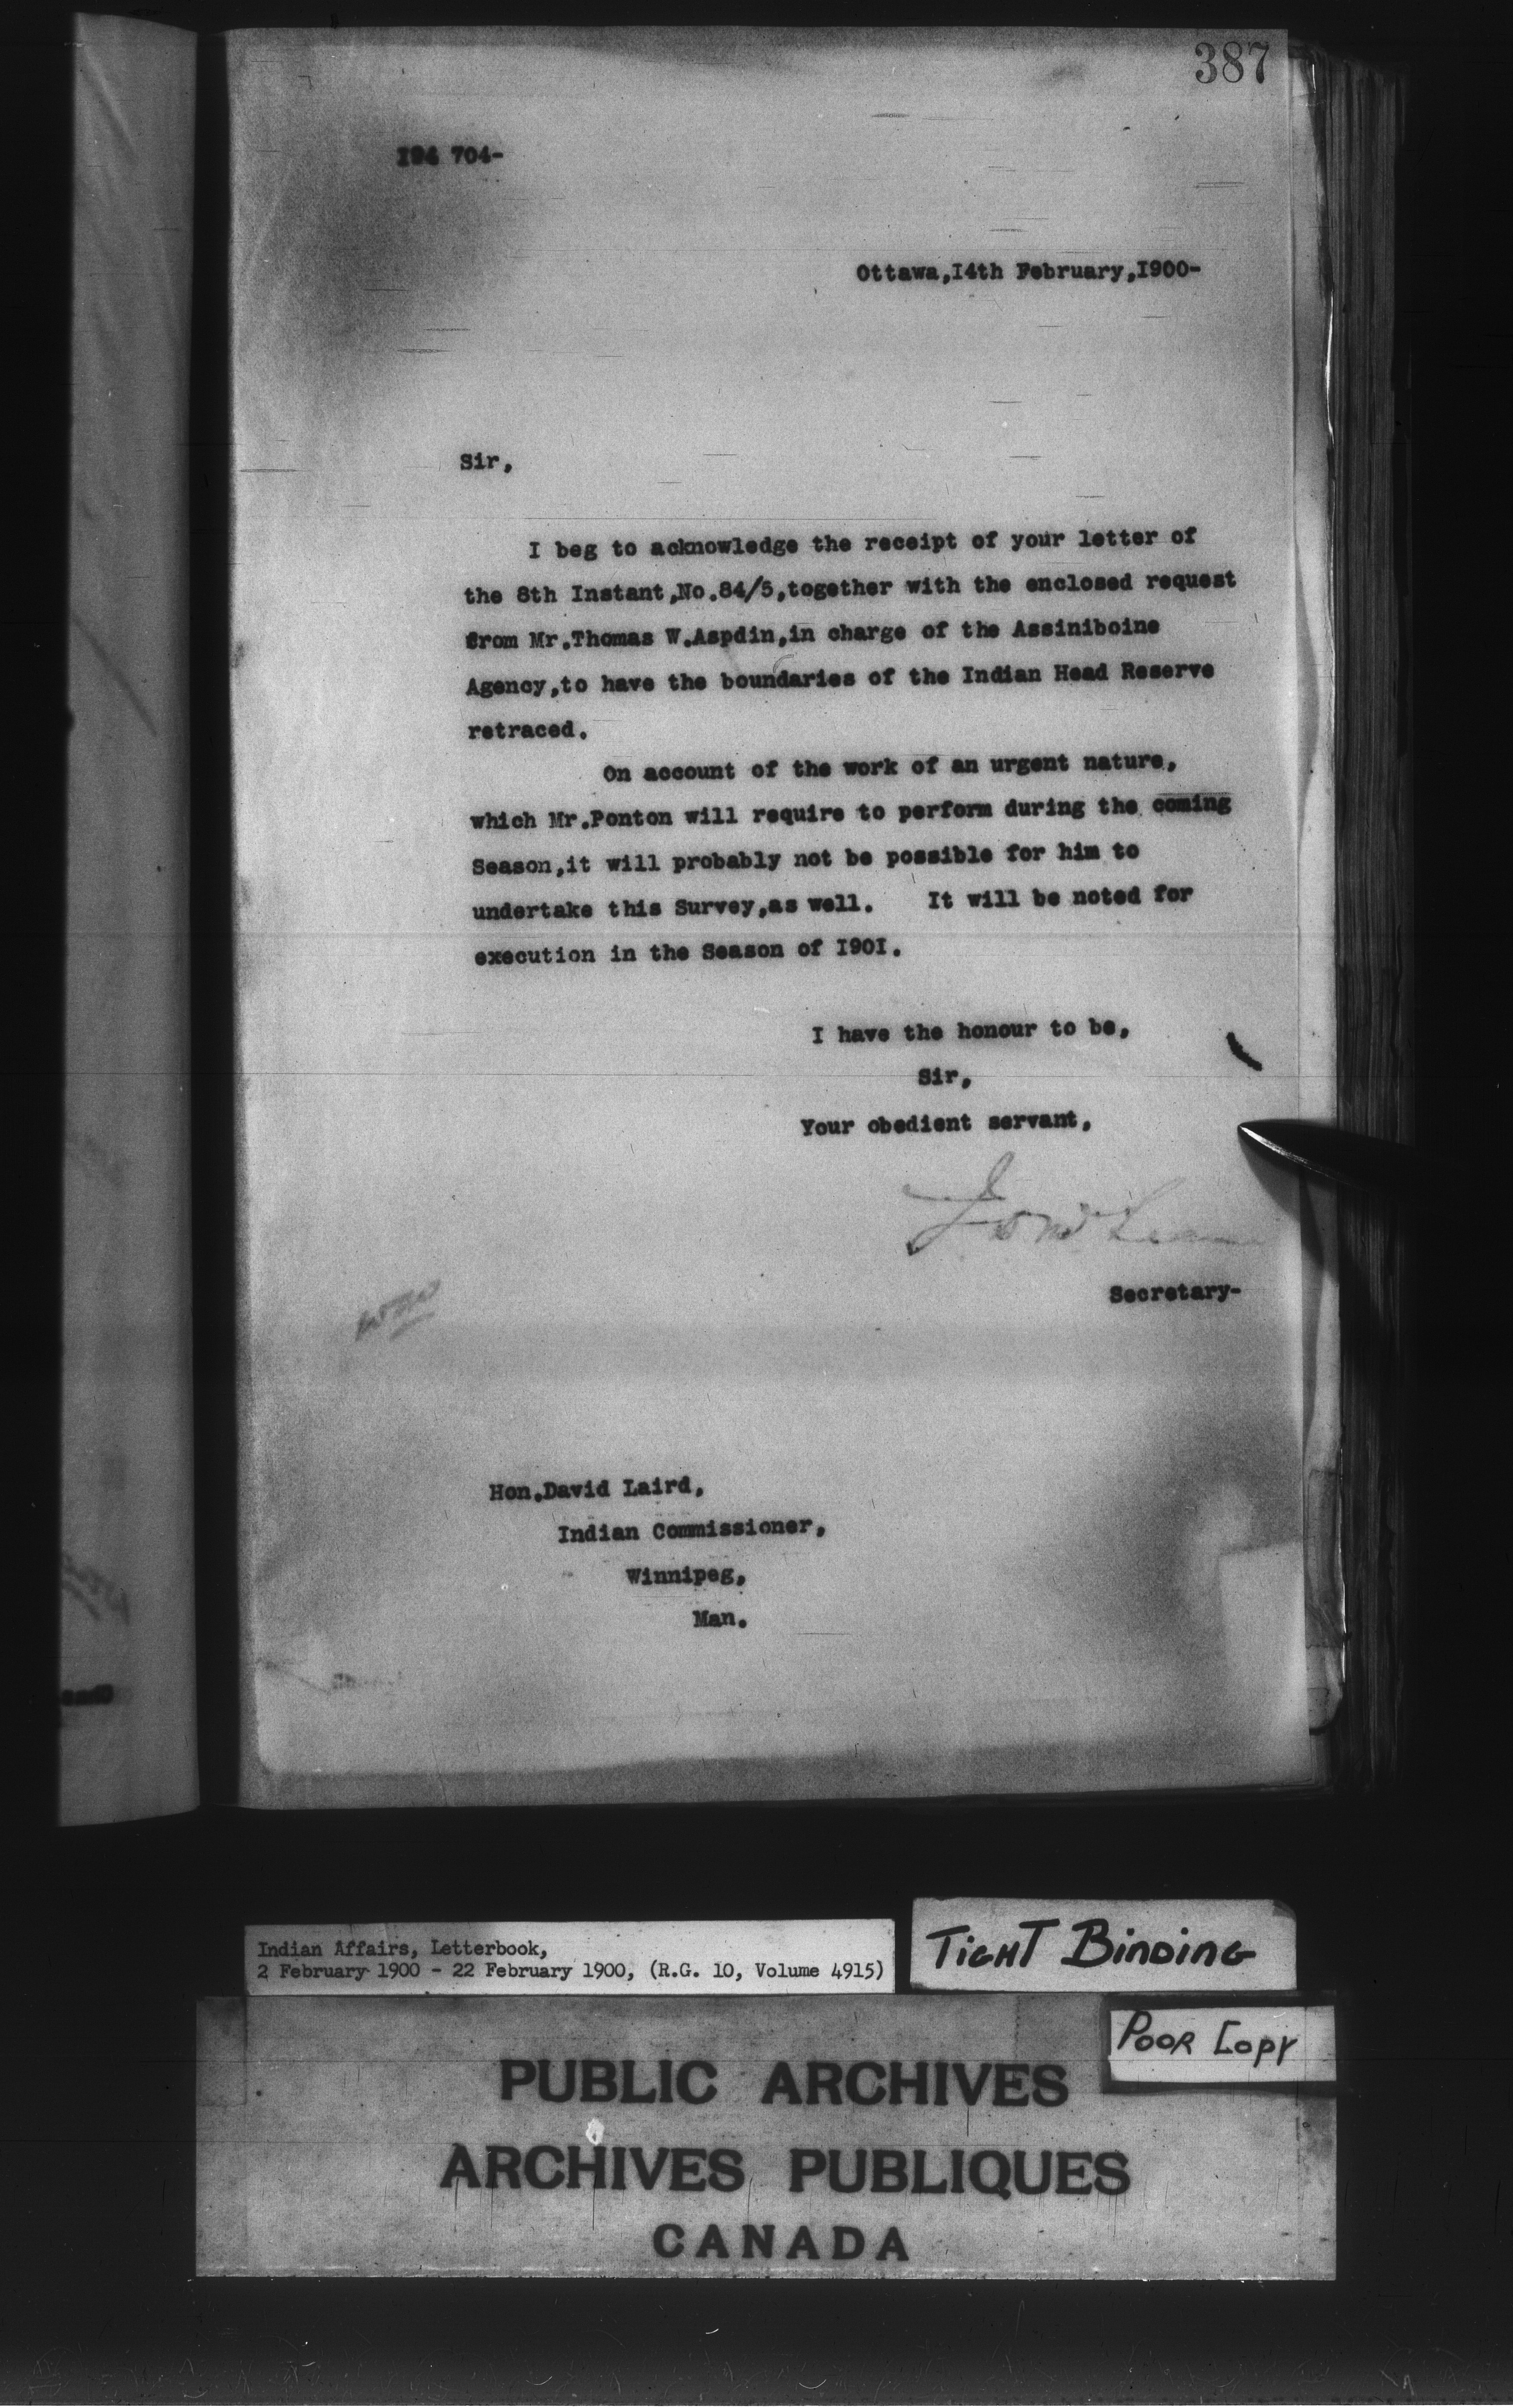 387
194 704-
Ottawa,I4th February,I900-
Sir,
I beg to acknowledge the receipt of your letter of
the 8th Instant,No.84/5,together with the enclosed request
from Mr.Thomas W.Aspdin,in charge of the Assiniboine
Agency,to have the boundaries of the Indian Head Reserve
retraced.
On account of the work of an urgent nature,
which Mr.Ponton will require to perform during the coming
Season,it will probably not be possible for him to
undertake this Survey,as well. It will be noted for
execution in the Season of I90I.
I have the honour to be,
Sir,
Your obedient servant,
Secretary-
Hon.David Laird,
Indian Commissioner,
Winnipeg,
Man.
Indian Affairs, Letterbook,
2 February 1900 - 22 February 1900, (R.G. 10, Volume 4915)
TIGHT BINDING
POOR COPY
PUBLIC ARCHIVES
ARCHIVES PUBLIQUES
CANADA